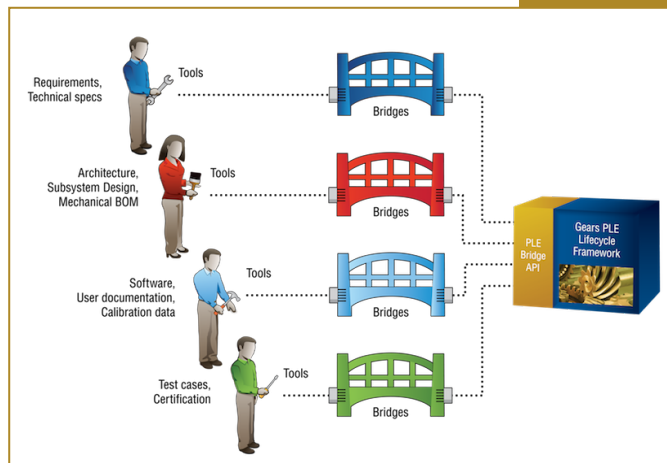 Requirements,
Technical specs
Tools
Bridges
Architecture,
Subsystem Design,
Mechanical BOM
Tools
Bridges
PLE
Bridge
API
Gears PLE
Lifecycle
Framework
Software,
User documentation,
Calibration data
Tools
Bridges
Test cases,
Certification
Tools
Bridges